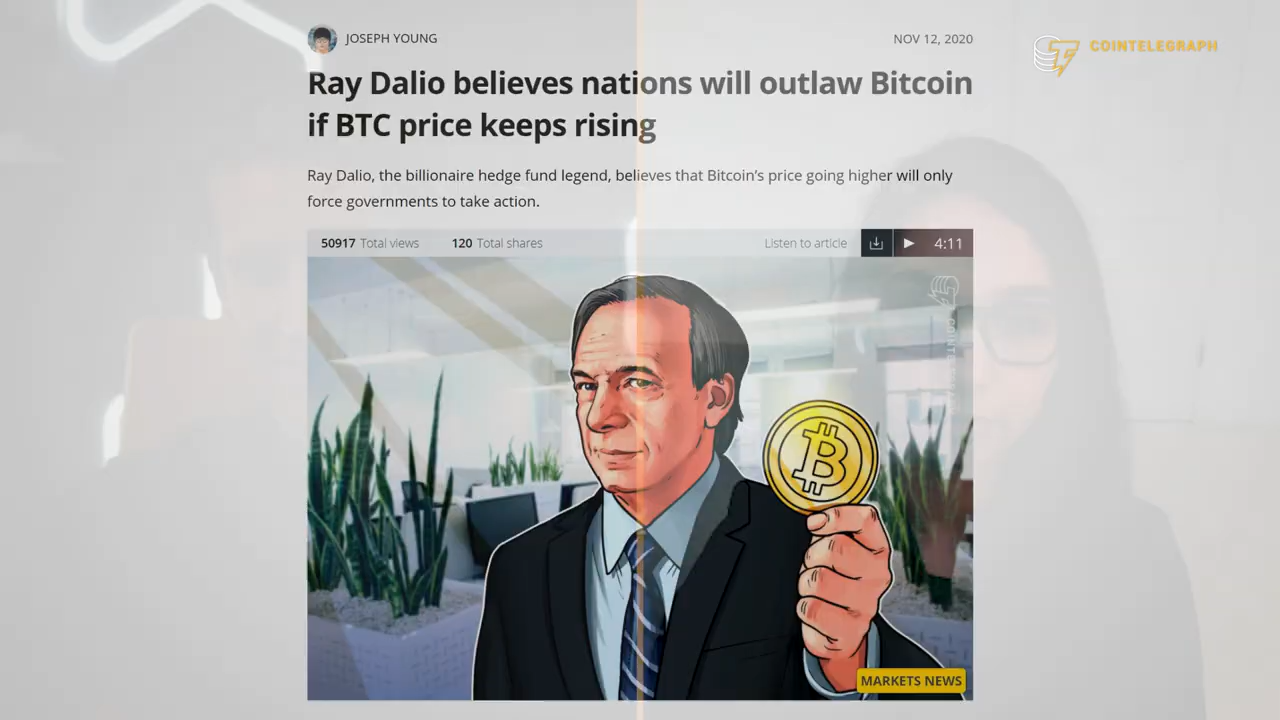 JOSEPH YOUNG
NOV 12, 2020
COINTELEGRAPH
Ray Dalio believes nations will outlaw Bitcoin
if BTC price keeps rising
Ray Dalio, the billionaire hedge fund legend, believes that Bitcoin's price going higher will only
force governments to take action.
50917 Total views 120 Total shares Listen to article 4:11
MARKETS NEWS